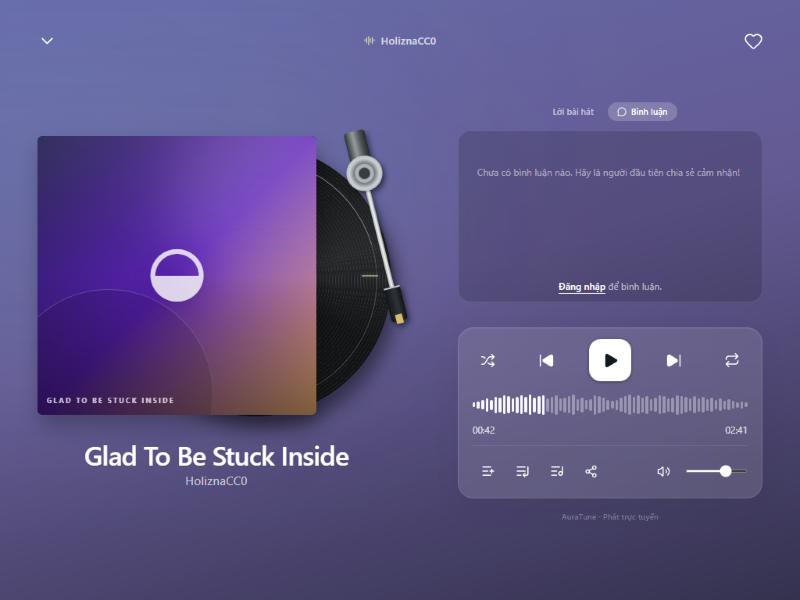 HoliznaCC0
Lời bài hát
Bình luận
Chưa có bình luận nào. Hãy là người đầu tiên chia sẻ cảm nhận!
Đăng nhập để bình luận.
GLAD TO BE STUCK INSIDE
Glad To Be Stuck Inside
HoliznaCC0
00:42
02:41
AuraTune · Phát trực tuyến